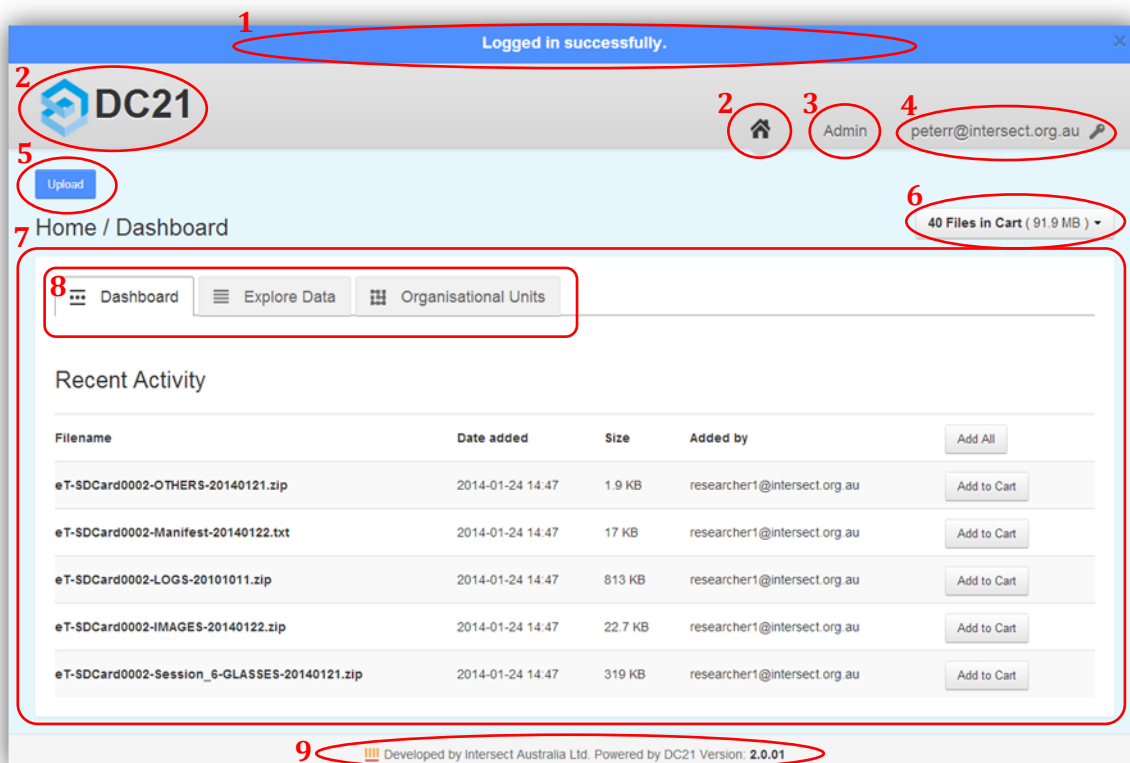 1
Logged in successfully.
×
2
DC21
2
3
Admin
4
peterr@intersect.org.au
5
Upload
6
40 Files in Cart ( 91.9 MB )
7
Home / Dashboard
8
Dashboard
Explore Data
Organisational Units
Recent Activity
Filename Date added Size Added by Add All
eT-SDCard0002-OTHERS-20140121.zip 2014-01-24 14:47 1.9 KB researcher1@intersect.org.au Add to Cart
eT-SDCard0002-Manifest-20140122.txt 2014-01-24 14:47 17 KB researcher1@intersect.org.au Add to Cart
eT-SDCard0002-LOGS-20101011.zip 2014-01-24 14:47 813 KB researcher1@intersect.org.au Add to Cart
eT-SDCard0002-IMAGES-20140122.zip 2014-01-24 14:47 22.7 KB researcher1@intersect.org.au Add to Cart
eT-SDCard0002-Session_6-GLASSES-20140121.zip 2014-01-24 14:47 319 KB researcher1@intersect.org.au Add to Cart
9
Developed by Intersect Australia Ltd. Powered by DC21 Version: 2.0.01